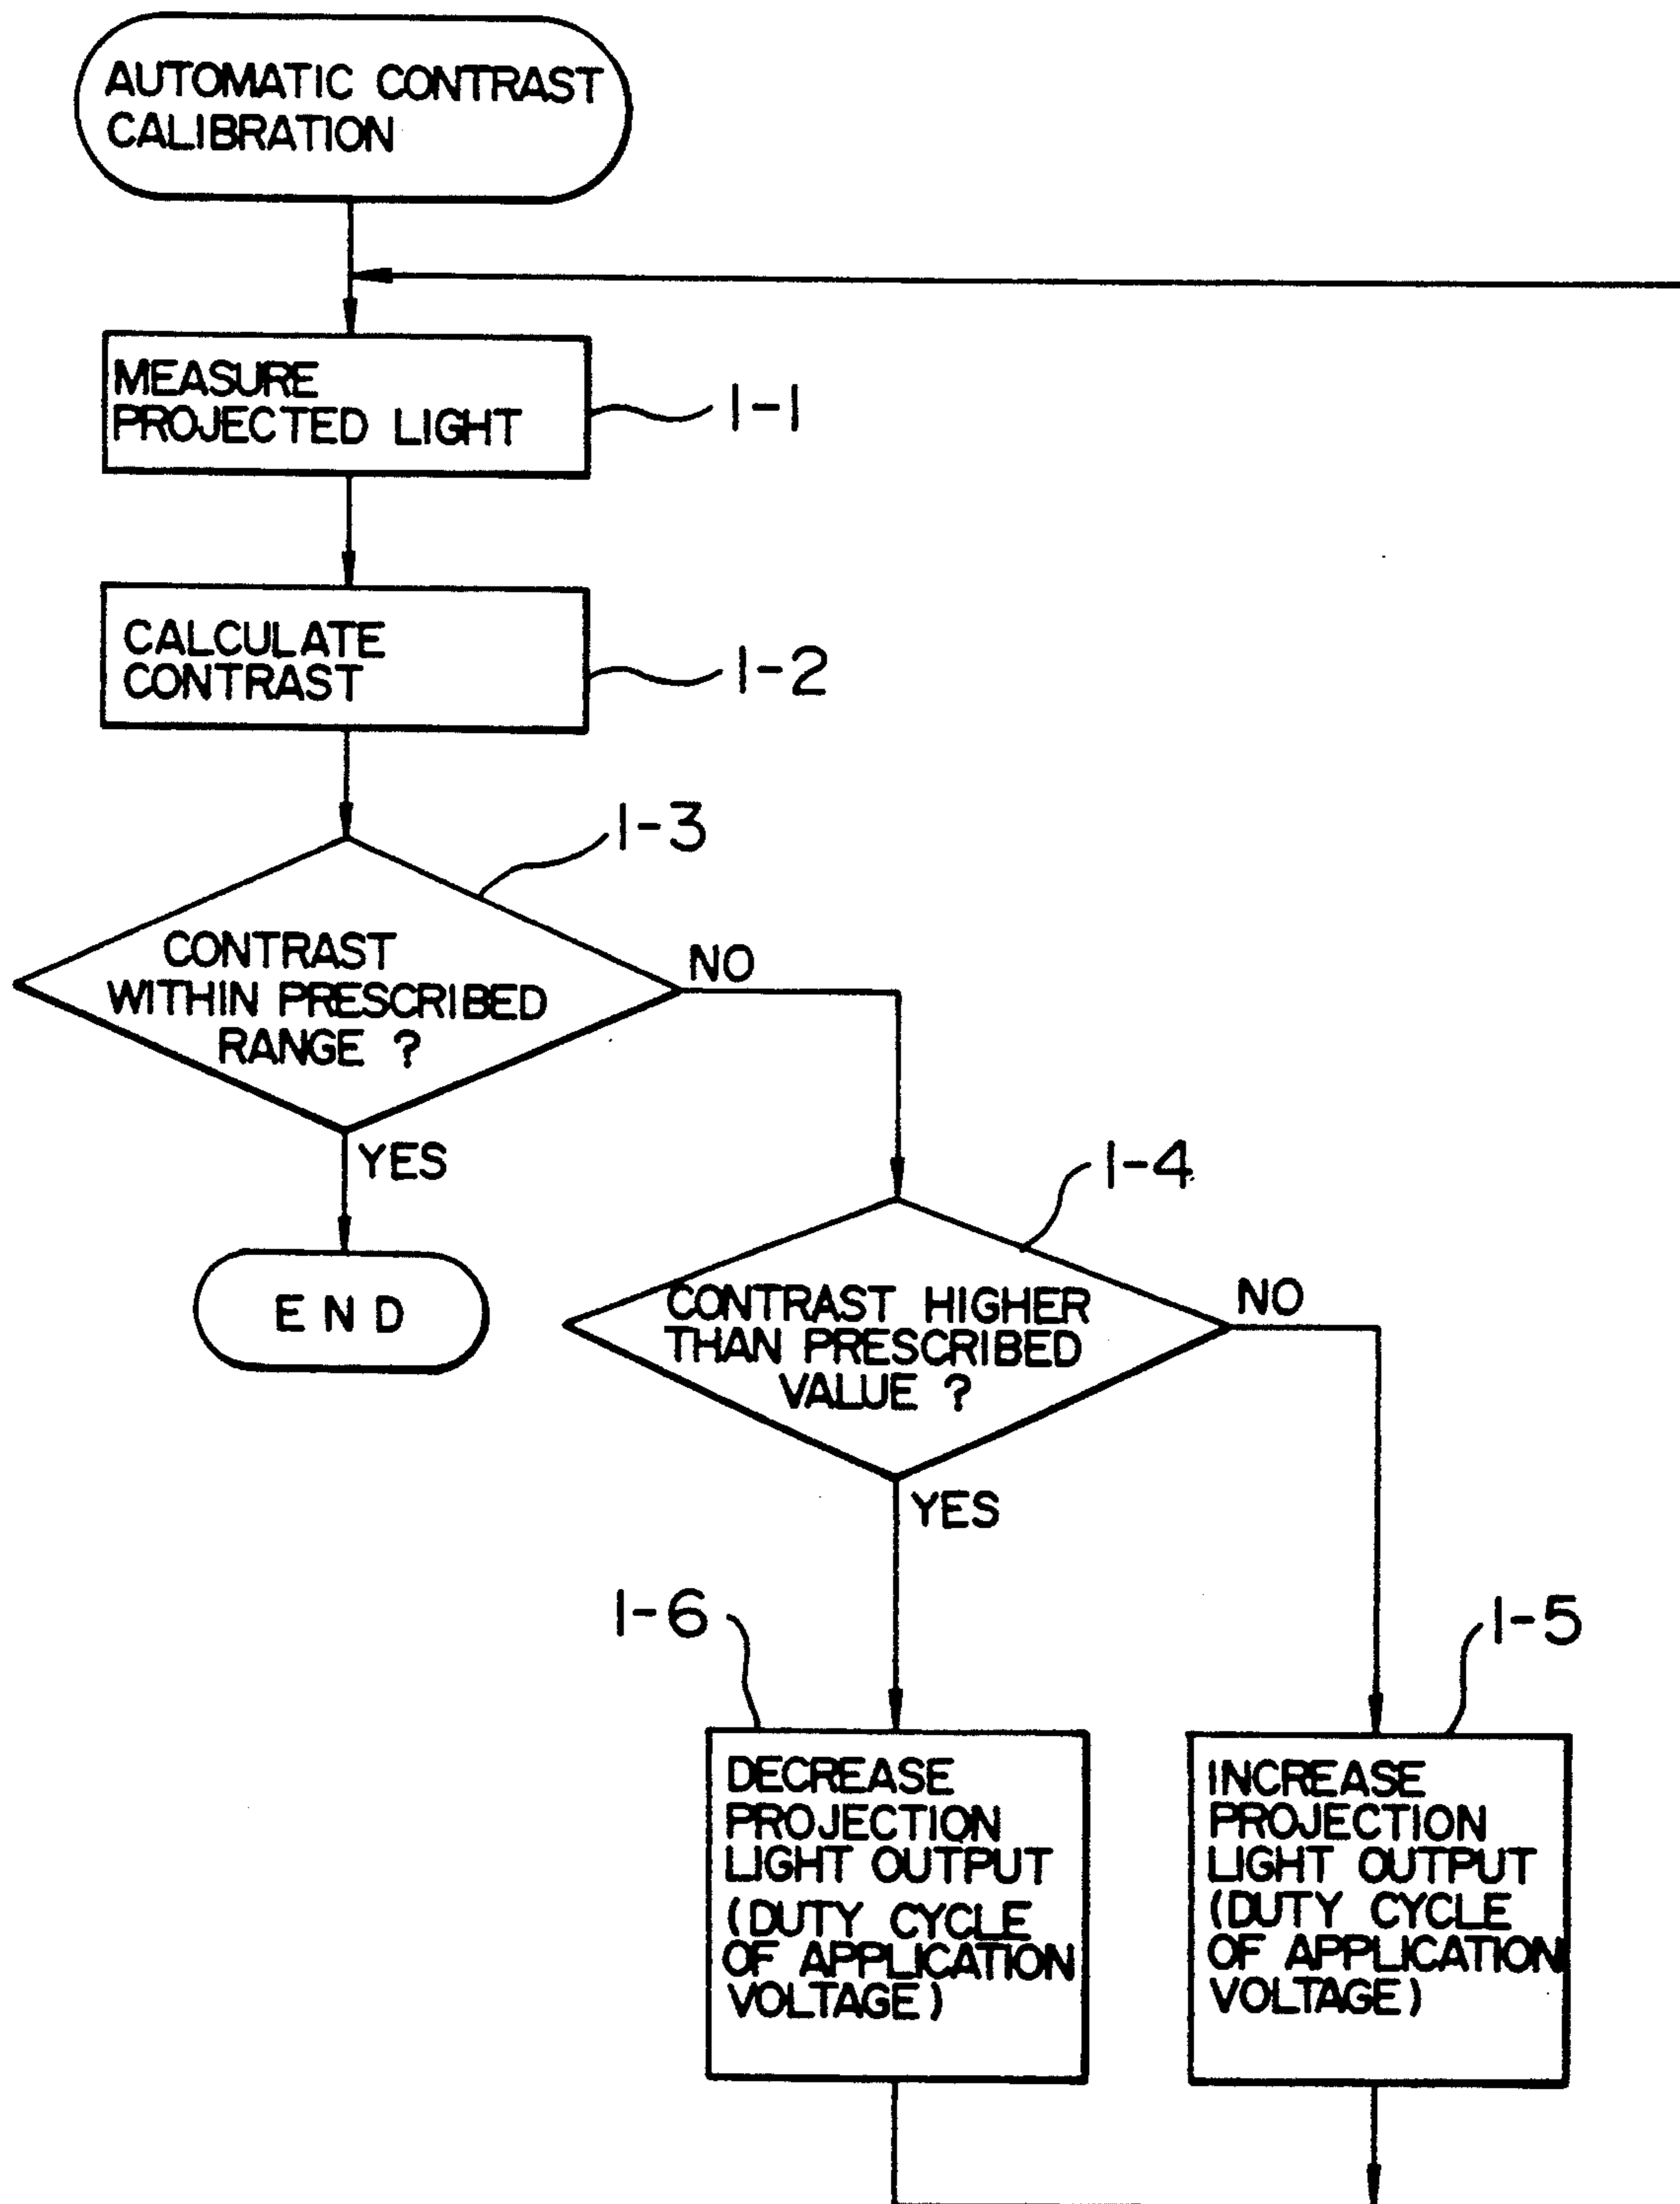 AUTOMATIC CONTRAST
CALIBRATION
MEASURE
PROJECTED LIGHT
1-1
CALCULATE
CONTRAST
1-2
1-3
CONTRAST
WITHIN PRESCRIBED
RANGE ?
NO
YES
END
1-4
CONTRAST HIGHER
THAN PRESCRIBED
VALUE ?
NO
YES
1-6
DECREASE
PROJECTION
LIGHT OUTPUT
(DUTY CYCLE
OF APPLICATION
VOLTAGE)
1-5
INCREASE
PROJECTION
LIGHT OUTPUT
(DUTY CYCLE
OF APPLICATION
VOLTAGE)